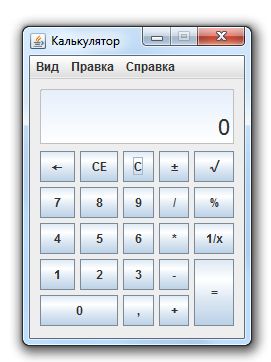 Калькулятор
Вид Правка Справка
0
← CE C ± √
7 8 9 / %
4 5 6 * 1/x
1 2 3 - =
0 , +